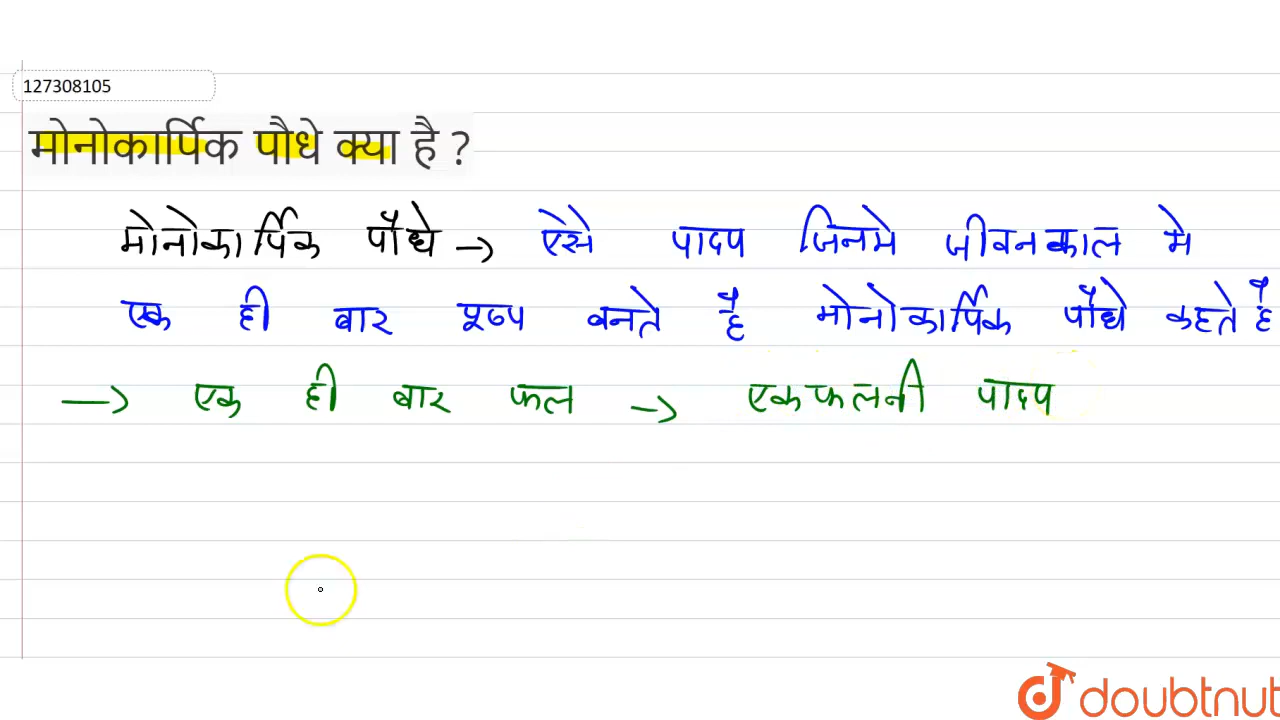 127308105
मोनोकार्पिक पौधे क्या है ?
मोनोकार्पिक पौधे → ऐसे पादप जिनमे जीवनकाल मे
एक ही बार पुष्प बनते है मोनोकार्पिक पौधे कहते है
→ एक ही बार फल → एकफलनी पादप
doubtnut